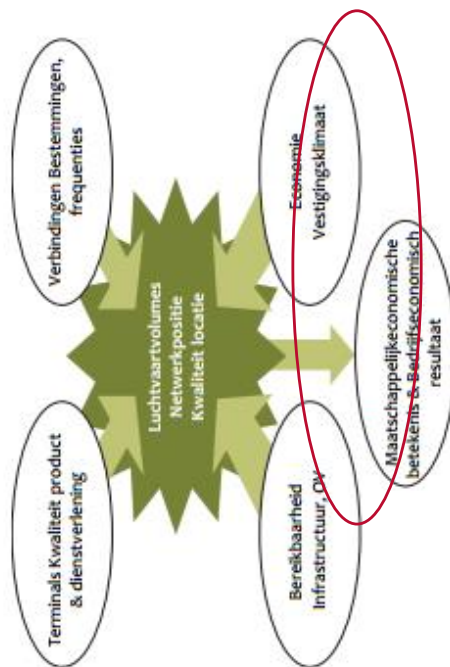 Terminals Kwaliteit product
& dienstverlening
Verbindingen Bestemmingen,
frequenties
Luchtvaartvolumes
Netwerkpositie
Kwaliteit locatie
Bereikbaarheid
Infrastructuur, OV
Economie
Vestigingsklimaat
Maatschappelijkeconomische
betekenis & Bedrijfseconomisch
resultaat